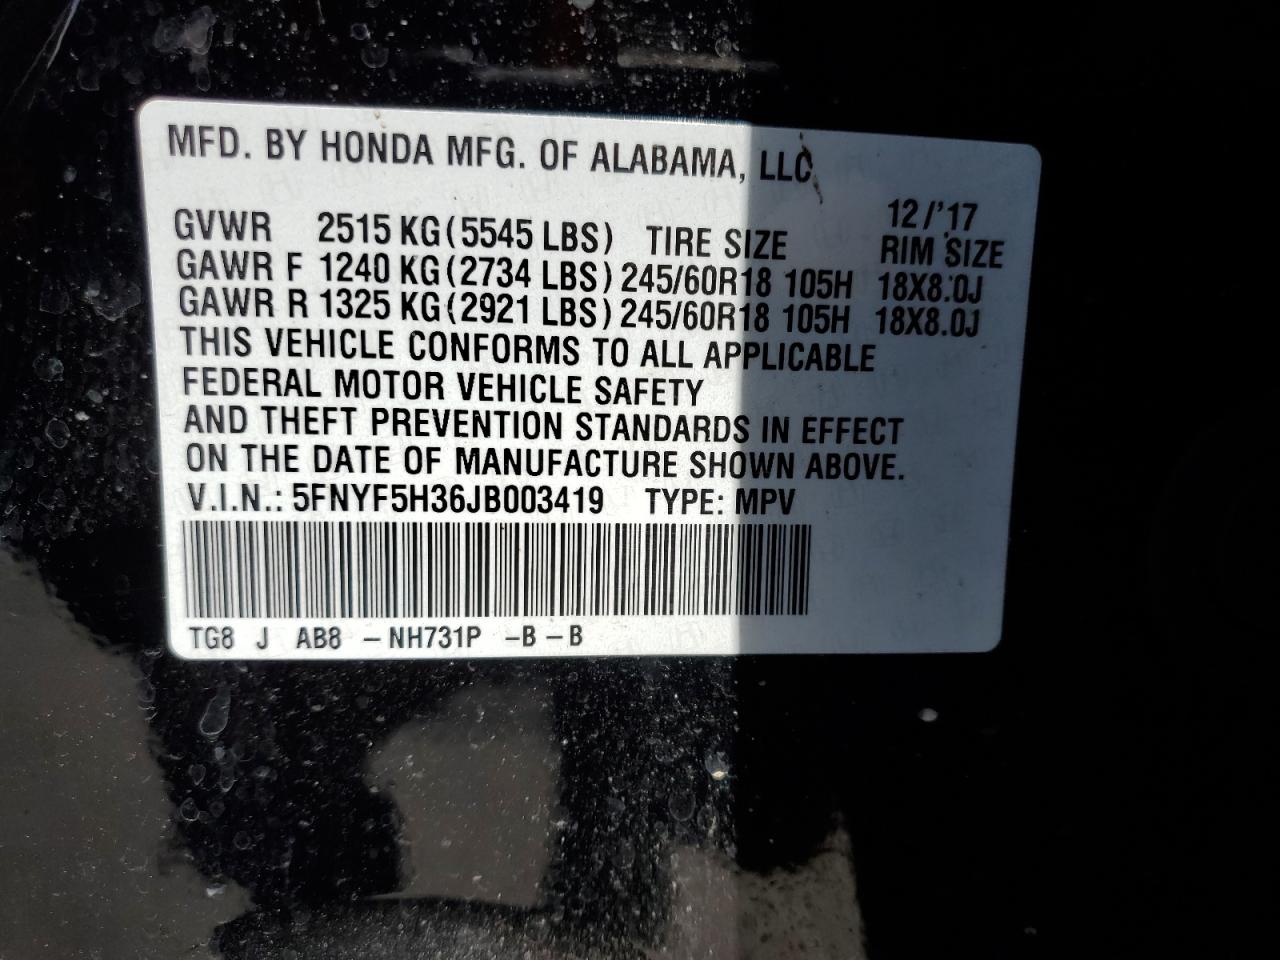 MFD. BY HONDA MFG. OF ALABAMA, LLC
12/'17
GVWR 2515 KG (5545 LBS) TIRE SIZE RIM SIZE
GAWR F 1240 KG (2734 LBS) 245/60R18 105H 18X8.0J
GAWR R 1325 KG (2921 LBS) 245/60R18 105H 18X8.0J
THIS VEHICLE CONFORMS TO ALL APPLICABLE
FEDERAL MOTOR VEHICLE SAFETY
AND THEFT PREVENTION STANDARDS IN EFFECT
ON THE DATE OF MANUFACTURE SHOWN ABOVE.
V.I.N.: 5FNYF5H36JB003419 TYPE: MPV
TG8 J AB8 -NH731P -B-B